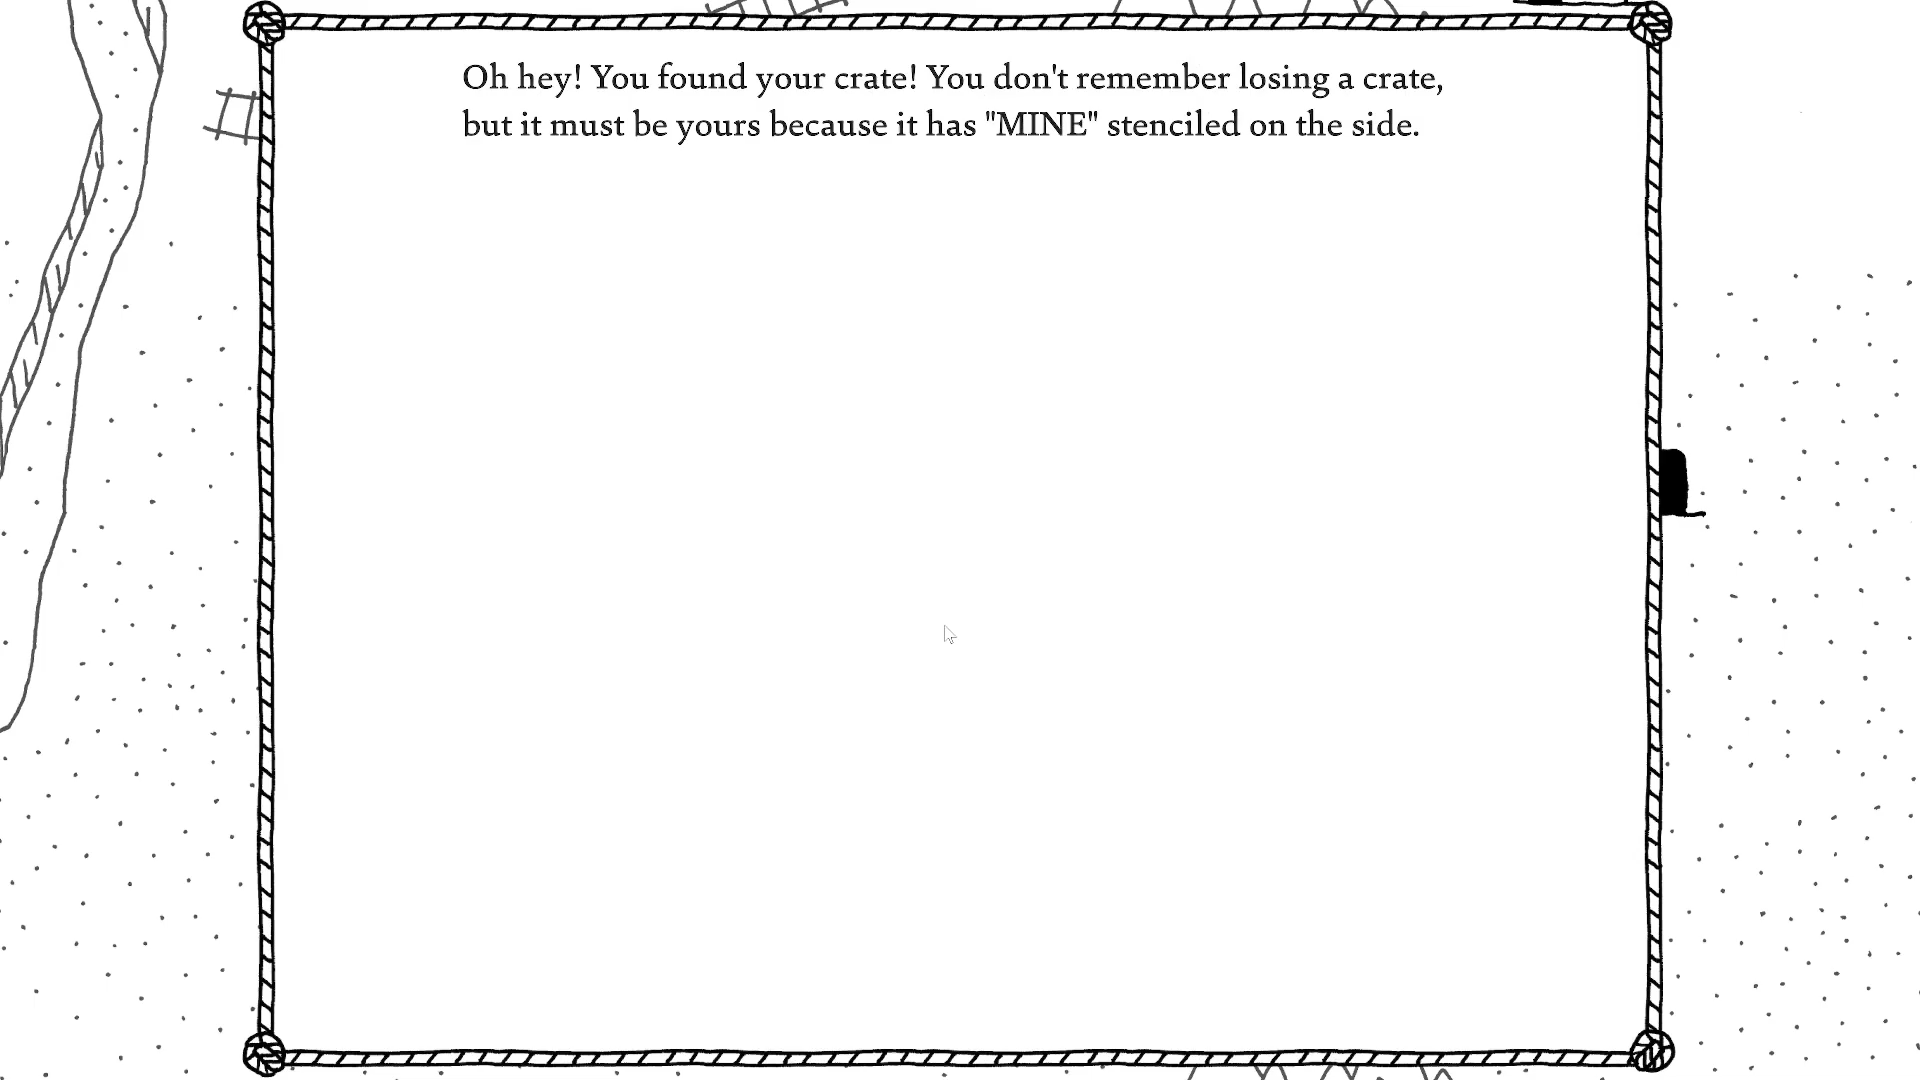 Oh hey! You found your crate! You don't remember losing a crate,
but it must be yours because it has "MINE" stenciled on the side.